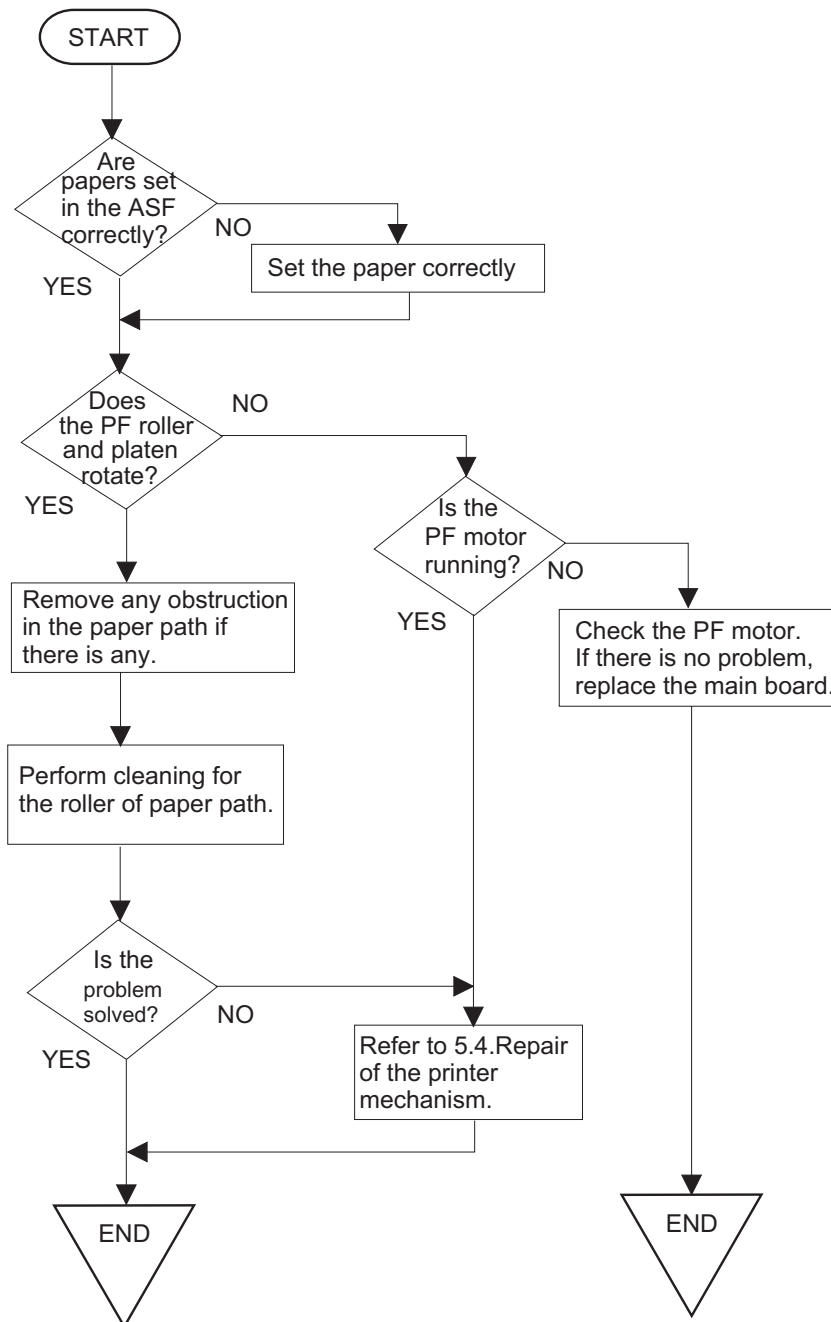 START
Are
papers set
in the ASF
correctly?
NO
YES
Set the paper correctly
Does
the PF roller
and platen
rotate?
NO
YES
Is the
PF motor
running?
NO
YES
Remove any obstruction
in the paper path if
there is any.
Check the PF motor.
If there is no problem,
replace the main board.
Perform cleaning for
the roller of paper path.
Is the
problem
solved?
NO
YES
Refer to 5.4.Repair
of the printer
mechanism.
END
END